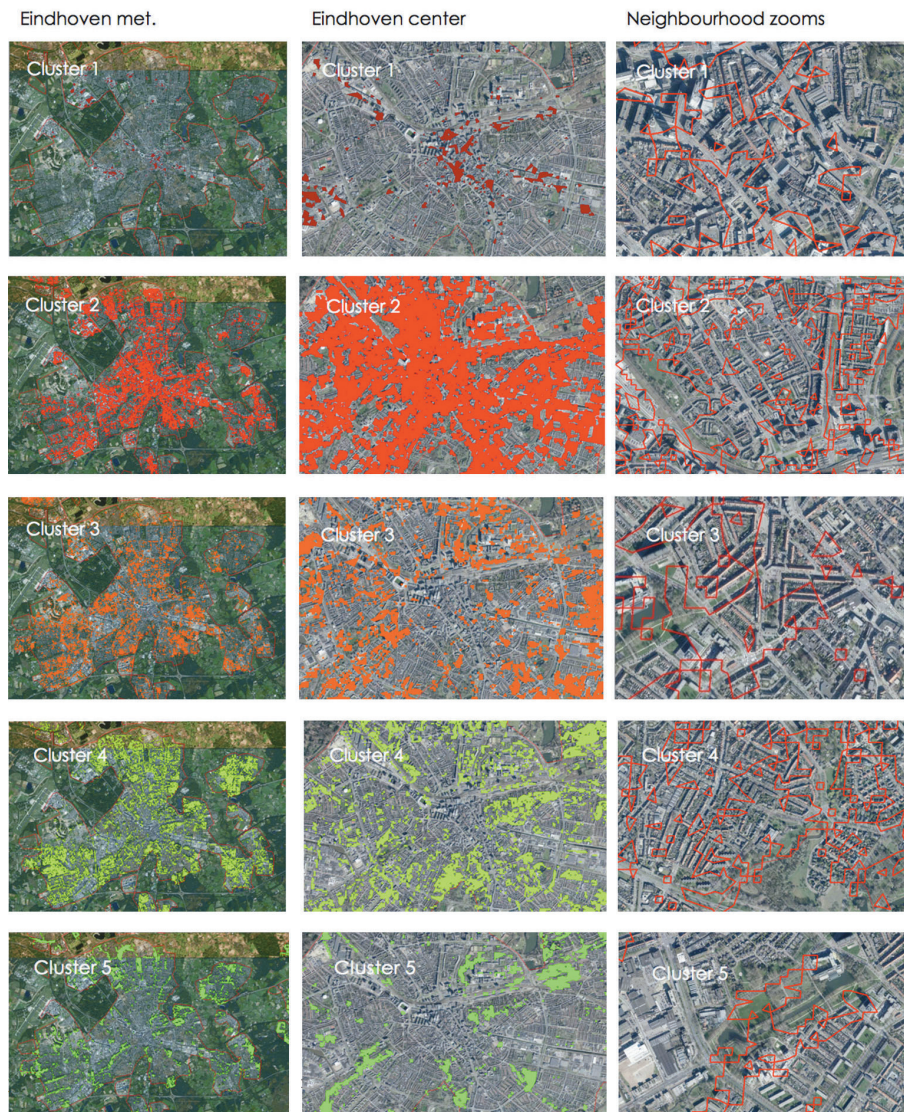 Eindhoven met.
Eindhoven center
Neighbourhood zooms
Cluster 1
Cluster 1
Cluster 1
Cluster 2
Cluster 2
Cluster 2
Cluster 3
Cluster 3
Cluster 3
Cluster 4
Cluster 4
Cluster 4
Cluster 5
Cluster 5
Cluster 5